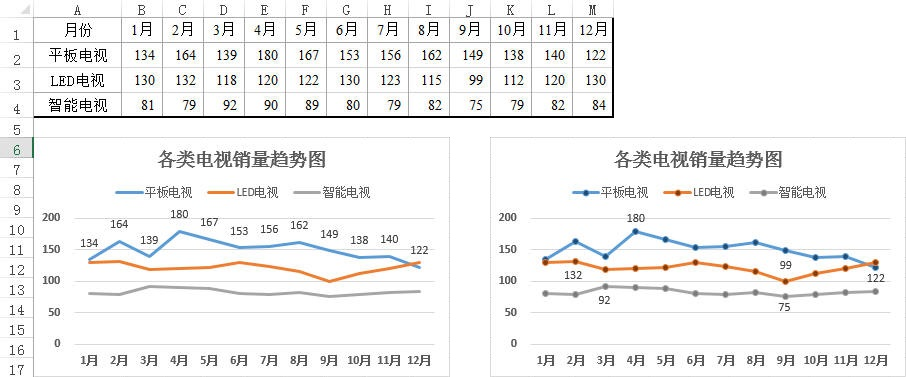 A B C D E F G H I J K L M
1 月份 1月 2月 3月 4月 5月 6月 7月 8月 9月 10月 11月 12月
2 平板电视 134 164 139 180 167 153 156 162 149 138 140 122
3 LED电视 130 132 118 120 122 130 123 115 99 112 120 130
4 智能电视 81 79 92 90 89 80 79 82 75 79 82 84
5
6
7
8
9
10
11
12
13
14
15
16
17
各类电视销量趋势图
平板电视 LED电视 智能电视
200
150
100
50
0
134 164 139 180 167 153 156 162 149 138 140 122
1月 2月 3月 4月 5月 6月 7月 8月 9月 10月 11月 12月
各类电视销量趋势图
平板电视 LED电视 智能电视
200
150
100
50
0
180
132
92
99
75
122
1月 2月 3月 4月 5月 6月 7月 8月 9月 10月 11月 12月